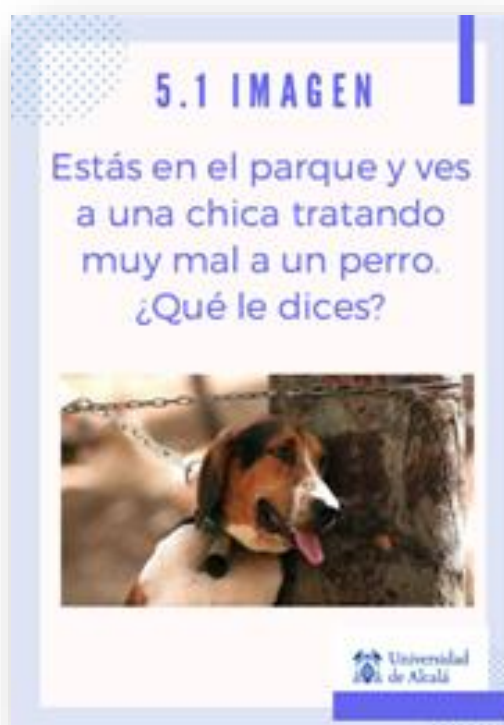 5.1 IMAGEN
Estás en el parque y ves
a una chica tratando
muy mal a un perro.
¿Qué le dices?
Universidad
de Alcalá